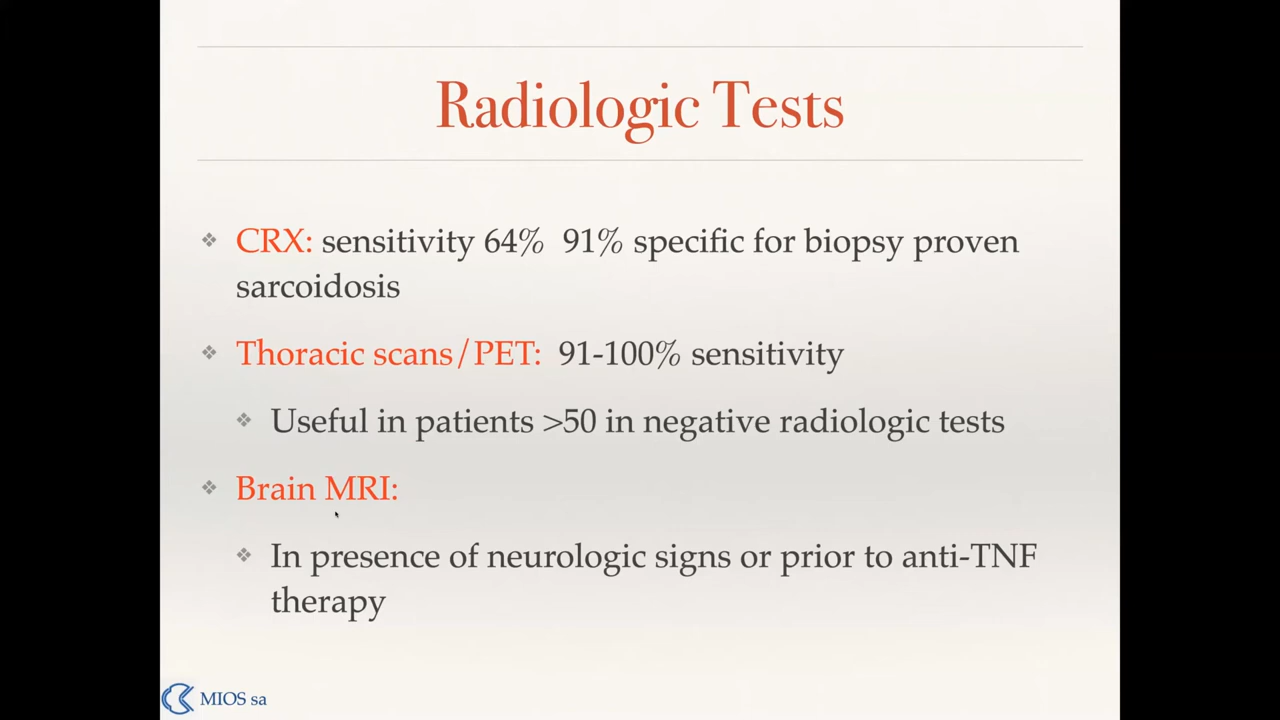 Radiologic Tests
CRX: sensitivity 64% 91% specific for biopsy proven
sarcoidosis
Thoracic scans/PET: 91-100% sensitivity
Useful in patients >50 in negative radiologic tests
Brain MRI:
In presence of neurologic signs or prior to anti-TNF
therapy
MIOS sa